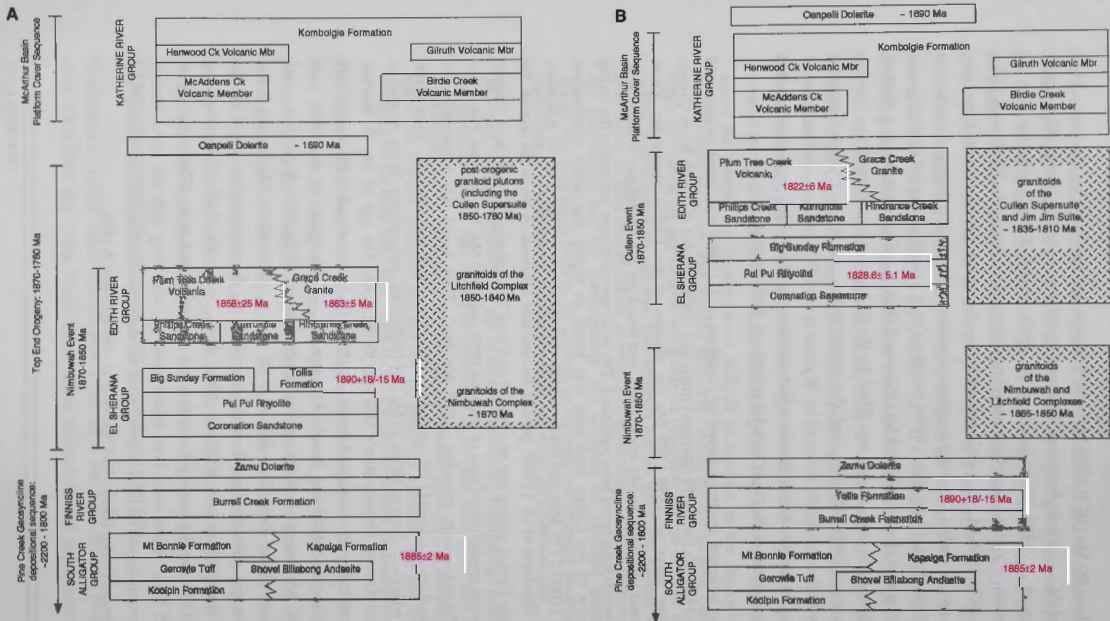 A
McArthur Basin
Platform Cover Sequence
KATHERINE RIVER
GROUP
Kombolgie Formation
Henwood Ck Volcanic Mbr
Gilruth Volcanic Mbr
McAddens Ck
Volcanic Member
Birdie Creek
Volcanic Member
Oenpelli Dolerite ~ 1690 Ma
Top End Orogeny: 1870-1780 Ma
Nimbuwah Event
1870-1850 Ma
EDITH RIVER
GROUP
Plum Tree Creek
Volcanics
1858±25 Ma
Grace Creek
Granite
1863±5 Ma
Phillips Creek
Sandstone
Kurrundie
Sandstone
Hindrance Creek
Sandstone
EL SHERANA
GROUP
Big Sunday Formation
Tollis
Formation
1890+18/-15 Ma
Pul Pul Rhyolite
Coronation Sandstone
post-orogenic
granitoid plutons
(including the
Cullen Supersuite
1850-1780 Ma)
granitoids of the
Litchfield Complex
1850-1840 Ma
granitoids of the
Nimbuwah Complex
~ 1870 Ma
Pine Creek Geosyncline
depositional sequence:
~2200 - 1800 Ma
Zamu Dolerite
FINNISS
RIVER
GROUP
Burrell Creek Formation
SOUTH
ALLIGATOR
GROUP
Mt Bonnie Formation
Kapalga Formation
1885±2 Ma
Gerowie Tuff
Shovel Billabong Andesite
Koolpin Formation
B
Oenpelli Dolerite ~ 1690 Ma
McArthur Basin
Platform Cover Sequence
KATHERINE RIVER
GROUP
Kombolgie Formation
Henwood Ck Volcanic Mbr
Gilruth Volcanic Mbr
McAddens Ck
Volcanic Member
Birdie Creek
Volcanic Member
Cullen Event
1870-1850 Ma
EDITH RIVER
GROUP
Plum Tree Creek
Volcanic
1822±6 Ma
Grace Creek
Granite
Phillips Creek
Sandstone
Kurrundie
Sandstone
Hindrance Creek
Sandstone
EL SHERANA
GROUP
Big Sunday Formation
Pul Pul Rhyolite
1828.6± 5.1 Ma
Coronation Sandstone
granitoids
of the
Cullen Supersuite
and Jim Jim Suite,
~ 1835-1810 Ma
Nimbuwah Event
1870-1850 Ma
granitoids
of the
Nimbuwah and
Litchfield Complexes
~ 1885-1850 Ma
Pine Creek Geosyncline
depositional sequence:
~2200 - 1800 Ma
Zamu Dolerite
FINNISS
RIVER
GROUP
Tollis Formation
1890+18/-15 Ma
Burrell Creek Formation
SOUTH
ALLIGATOR
GROUP
Mt Bonnie Formation
Kapalga Formation
1885±2 Ma
Gerowie Tuff
Shovel Billabong Andesite
Koolpin Formation